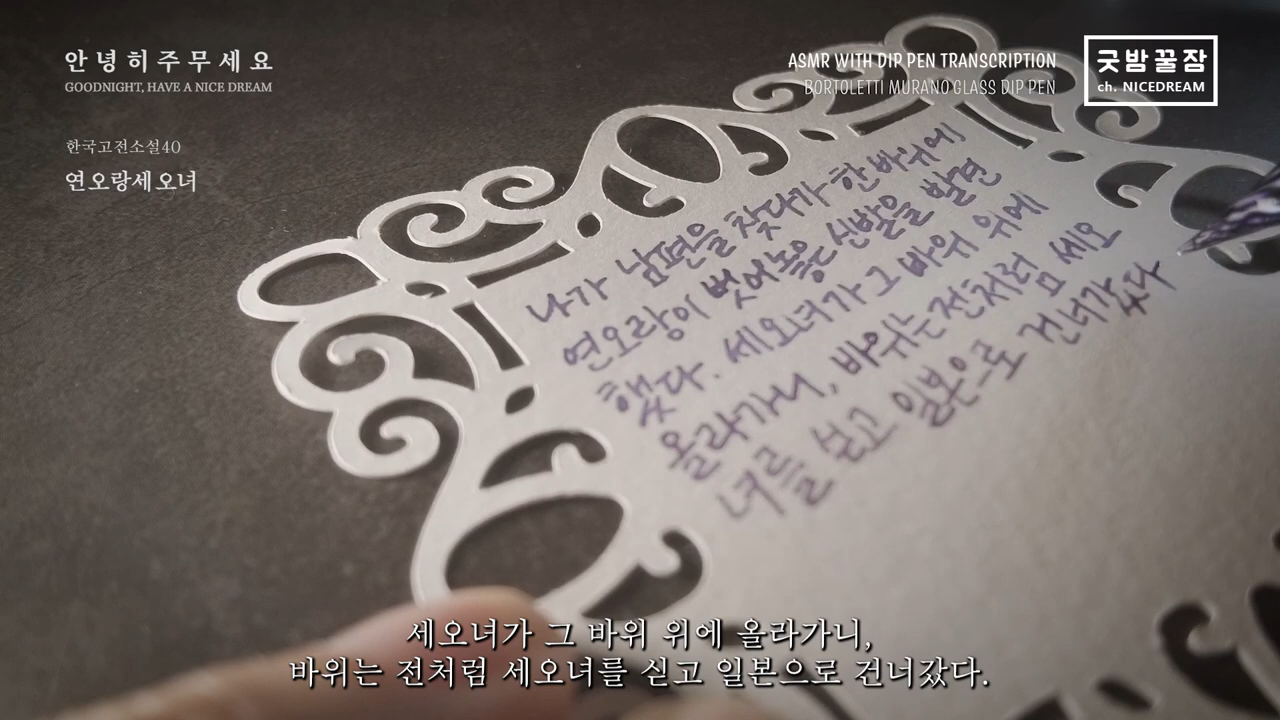 안녕히주무세요
GOODNIGHT, HAVE A NICE DREAM
한국고전소설40
연오랑세오녀
ASMR WITH DIP PEN TRANSCRIPTION
BORTOLETTI MURANO GLASS DIP PEN
굿밤꿀잠
ch. NICEDREAM
나가 남편을 찾다가 한 바위에
연오랑이 벗어놓은 신발을 발견
했다. 세오녀가 그 바위 위에
올라가니, 바위는 전처럼 세오
녀를 싣고 일본으로 건너갔다
세오녀가 그 바위 위에 올라가니,
바위는 전처럼 세오녀를 싣고 일본으로 건너갔다.